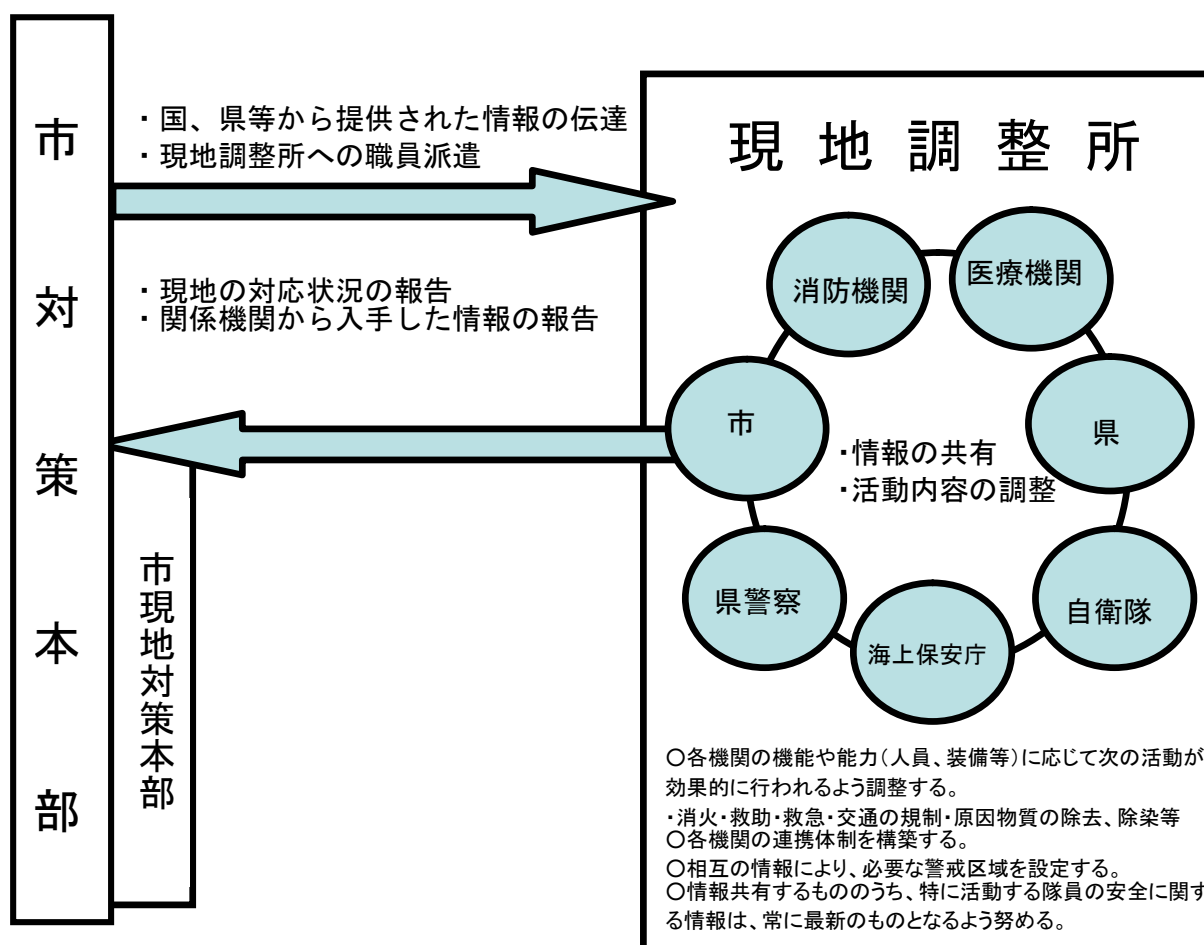 市対策本部
・国、県等から提供された情報の伝達
・現地調整所への職員派遣
・現地の対応状況の報告
・関係機関から入手した情報の報告
市現地対策本部
現地調整所
消防機関
医療機関
市
県
・情報の共有
・活動内容の調整
県警察
自衛隊
海上保安庁
○各機関の機能や能力(人員、装備等)に応じて次の活動が
効果的に行われるよう調整する。
・消火・救助・救急・交通の規制・原因物質の除去、除染等
○各機関の連携体制を構築する。
○相互の情報により、必要な警戒区域を設定する。
○情報共有するもののうち、特に活動する隊員の安全に関す
る情報は、常に最新のものとなるよう努める。